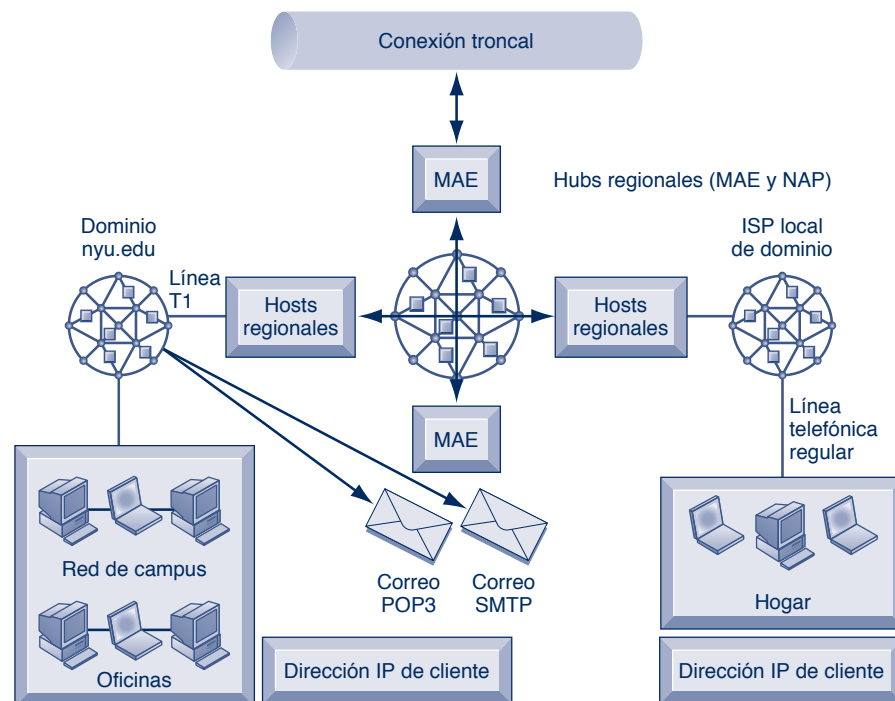 Conexión troncal
MAE
Hubs regionales (MAE y NAP)
Dominio
nyu.edu
ISP local
de dominio
Línea
T1
Hosts
regionales
Hosts
regionales
MAE
Línea
telefónica
regular
Red de campus
Correo
POP3
Correo
SMTP
Hogar
Oficinas
Dirección IP de cliente
Dirección IP de cliente